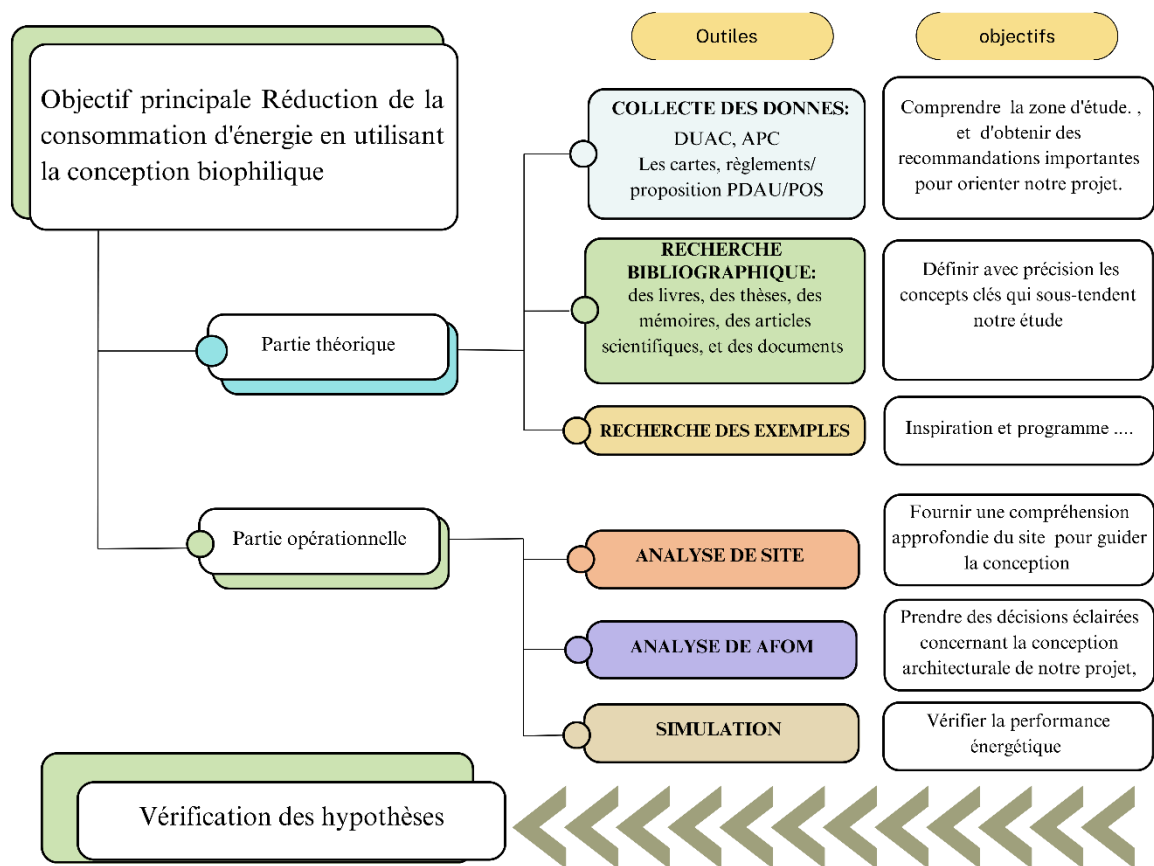 Outiles
objectifs
Objectif principale Réduction de la
consommation d'énergie en utilisant
la conception biophilique
COLLECTE DES DONNES:
DUAC, APC
Les cartes, règlements/
proposition PDAU/POS
Comprendre la zone d'étude. ,
et d'obtenir des
recommandations importantes
pour orienter notre projet.
Partie théorique
RECHERCHE
BIBLIOGRAPHIQUE:
des livres, des thèses, des
mémoires, des articles
scientifiques, et des documents
Définir avec précision les
concepts clés qui sous-tendent
notre étude
RECHERCHE DES EXEMPLES
Inspiration et programme ....
Partie opérationnelle
ANALYSE DE SITE
Fournir une compréhension
approfondie du site pour guider
la conception
ANALYSE DE AFOM
Prendre des décisions éclairées
concernant la conception
architecturale de notre projet,
SIMULATION
Vérifier la performance
énergétique
Vérification des hypothèses